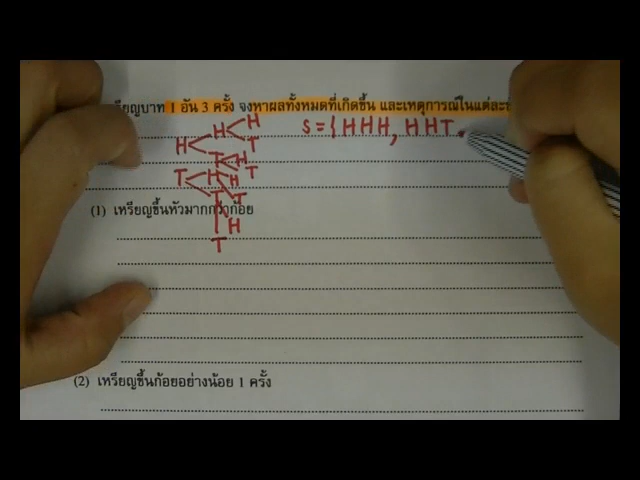 เหรียญบาท 1 อัน 3 ครั้ง จงหาผลทั้งหมดที่เกิดขึ้น และเหตุการณ์ในแต่ละ
S = { HHH, HHT
H H H
T
T H
T
T H H
T
T H
T
(1) เหรียญขึ้นหัวมากกว่าก้อย
(2) เหรียญขึ้นก้อยอย่างน้อย 1 ครั้ง